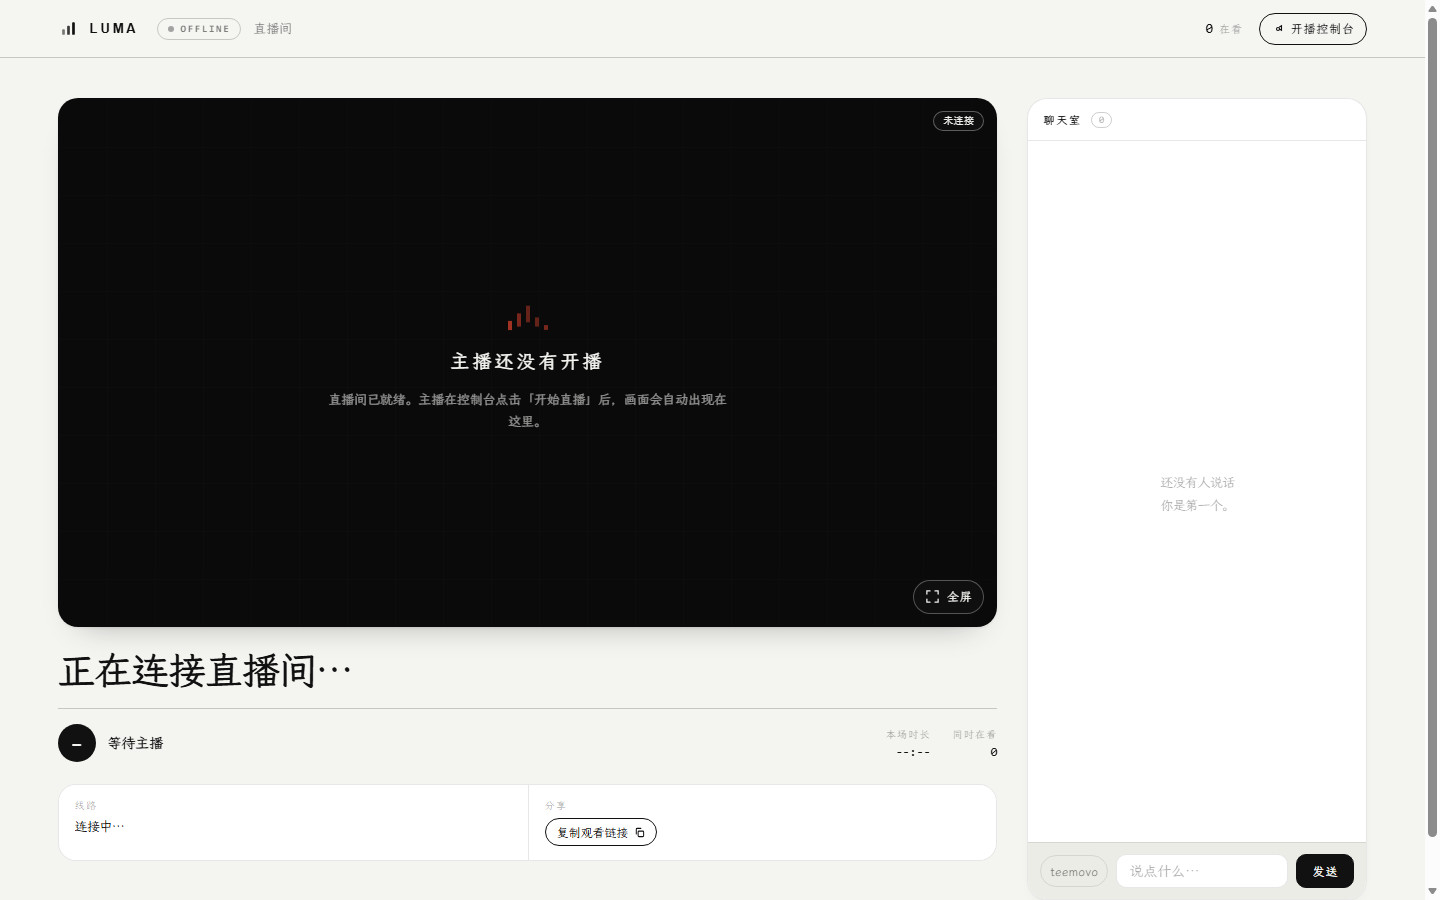 LUMA
OFFLINE
直播间
0 在看
开播控制台
未连接
主播还没有开播
直播间已就绪。主播在控制台点击「开始直播」后，画面会自动出现在
这里。
全屏
正在连接直播间…
–
等待主播
本场时长
--:--
同时在看
0
线路
连接中…
分享
复制观看链接
聊天室 0
还没有人说话
你是第一个。
teemovo
说点什么…
发送